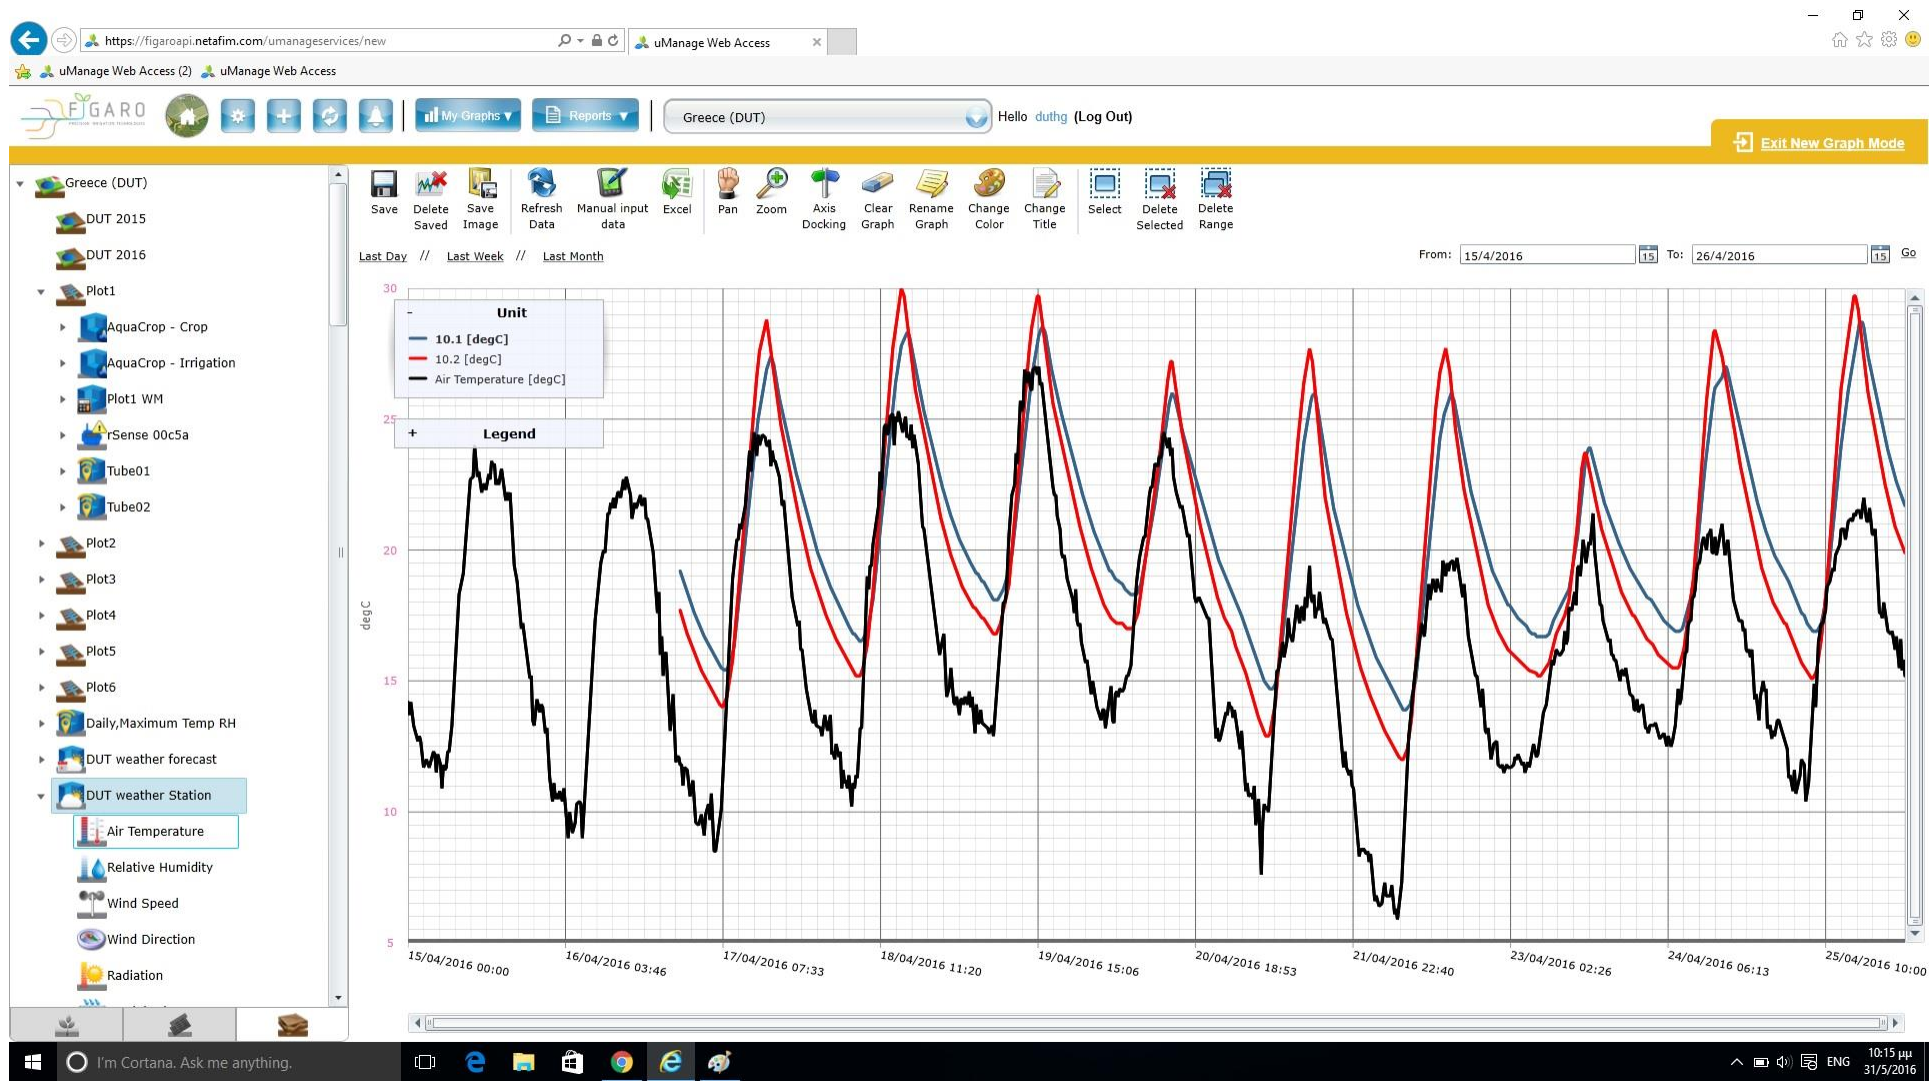 https://figaroapi.netafim.com/umanageservices/new
uManage Web Access
uManage Web Access (2)
uManage Web Access
FIGARO
My Graphs
Reports
Greece (DUT)
Hello duthg (Log Out)
Exit New Graph Mode
Greece (DUT)
DUT 2015
DUT 2016
Plot1
AquaCrop - Crop
AquaCrop - Irrigation
Plot1 WM
rSense 00c5a
Tube01
Tube02
Plot2
Plot3
Plot4
Plot5
Plot6
Daily,Maximum Temp RH
DUT weather forecast
DUT weather Station
Air Temperature
Relative Humidity
Wind Speed
Wind Direction
Radiation
Save
Delete Saved
Save Image
Refresh Data
Manual input data
Excel
Pan
Zoom
Axis Docking
Clear Graph
Rename Graph
Change Color
Change Title
Select
Delete Selected
Delete Range
Last Day // Last Week // Last Month
From: 15/4/2016 15 To: 26/4/2016 15 Go
Unit
10.1 [degC]
10.2 [degC]
Air Temperature [degC]
Legend
degC
30
25
20
15
10
5
15/04/2016 00:00
16/04/2016 03:46
17/04/2016 07:33
18/04/2016 11:20
19/04/2016 15:06
20/04/2016 18:53
21/04/2016 22:40
23/04/2016 02:26
24/04/2016 06:13
25/04/2016 10:00
I'm Cortana. Ask me anything.
ENG
10:15 μμ
31/5/2016